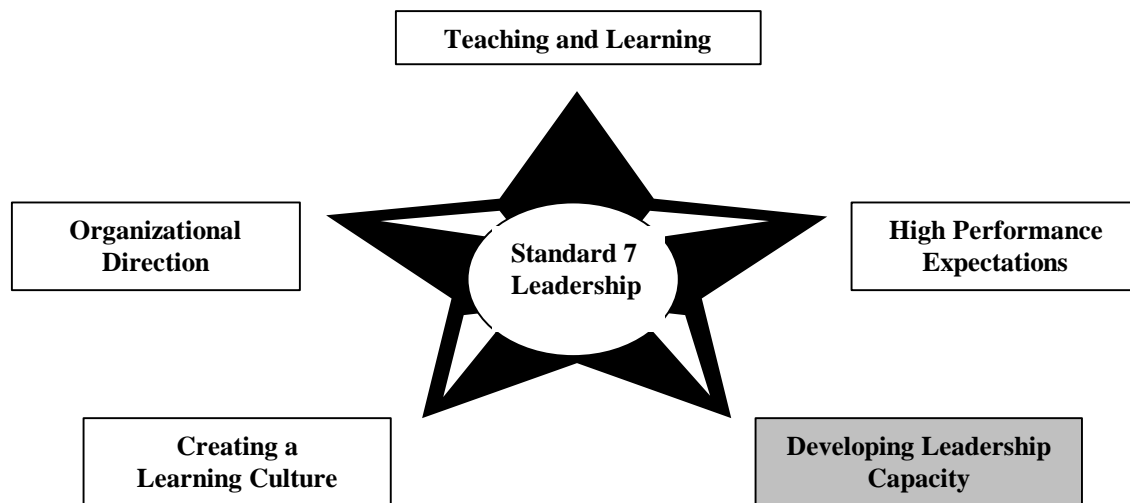 Teaching and Learning
Organizational
Direction
Standard 7
Leadership
High Performance
Expectations
Creating a
Learning Culture
Developing Leadership
Capacity